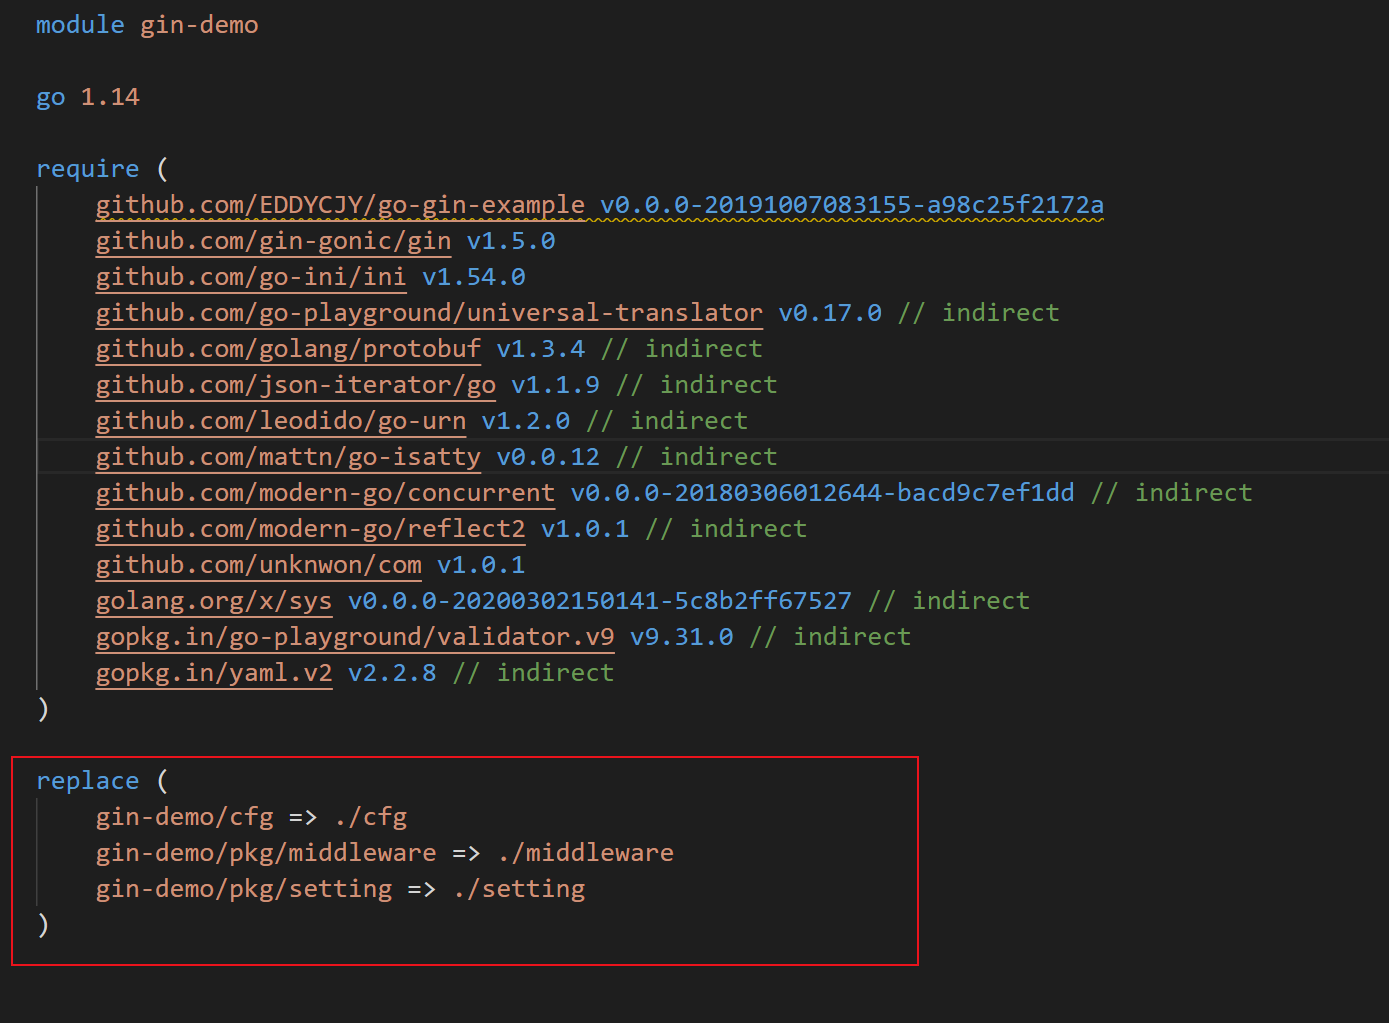 module gin-demo
go 1.14
require (
github.com/EDDYCJY/go-gin-example v0.0.0-20191007083155-a98c25f2172a
github.com/gin-gonic/gin v1.5.0
github.com/go-ini/ini v1.54.0
github.com/go-playground/universal-translator v0.17.0 // indirect
github.com/golang/protobuf v1.3.4 // indirect
github.com/json-iterator/go v1.1.9 // indirect
github.com/leodido/go-urn v1.2.0 // indirect
github.com/mattn/go-isatty v0.0.12 // indirect
github.com/modern-go/concurrent v0.0.0-20180306012644-bacd9c7ef1dd // indirect
github.com/modern-go/reflect2 v1.0.1 // indirect
github.com/unknwon/com v1.0.1
golang.org/x/sys v0.0.0-20200302150141-5c8b2ff67527 // indirect
gopkg.in/go-playground/validator.v9 v9.31.0 // indirect
gopkg.in/yaml.v2 v2.2.8 // indirect
)
replace (
gin-demo/cfg => ./cfg
gin-demo/pkg/middleware => ./middleware
gin-demo/pkg/setting => ./setting
)